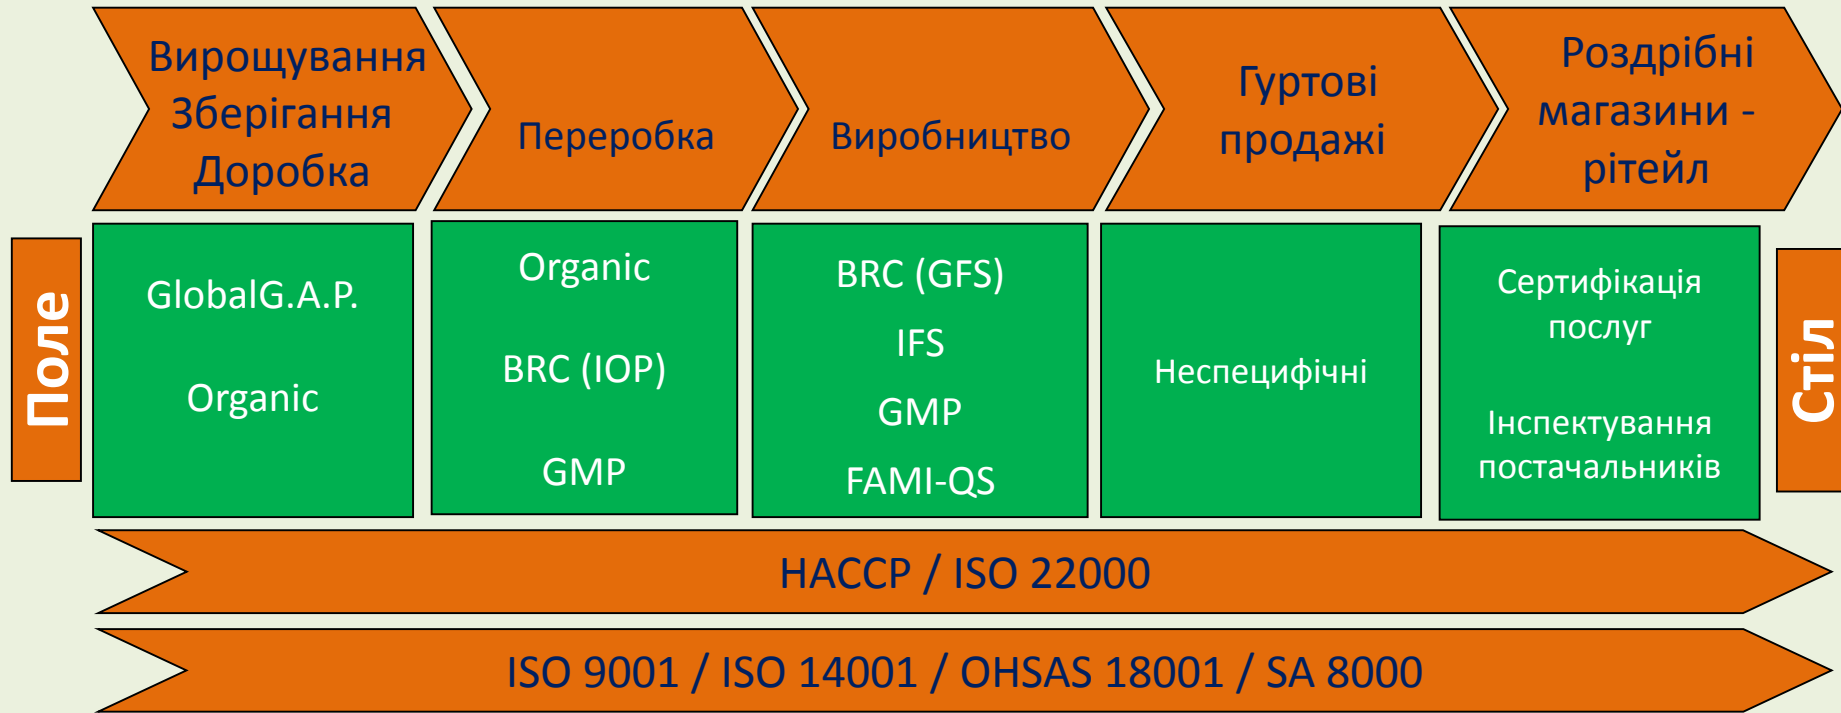 Вирощування
Зберігання
Доробка
Переробка
Виробництво
Гуртові
продажі
Роздрібні
магазини -
рітейл
Поле
GlobalG.A.P.
Organic
Organic
BRC (IOP)
GMP
BRC (GFS)
IFS
GMP
FAMI-QS
Неспецифічні
Сертифікація
послуг
Інспектування
постачальників
Стіл
HACCP / ISO 22000
ISO 9001 / ISO 14001 / OHSAS 18001 / SA 8000